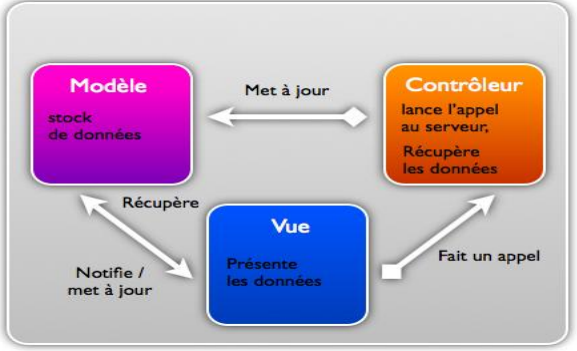 Modèle
stock
de données
Met à jour
Contrôleur
lance l'appel
au serveur,
Récupère
les données
Récupère
Notifie /
met à jour
Vue
Présente
les données
Fait un appel